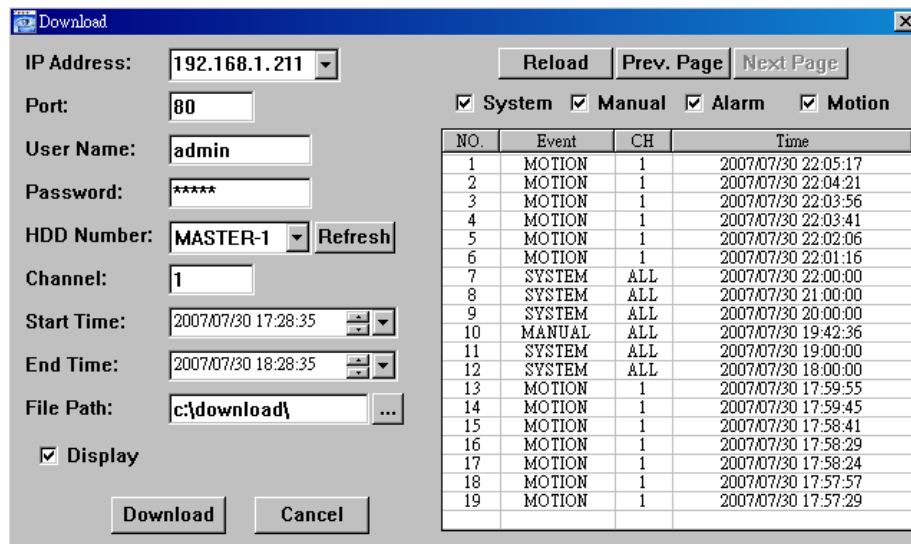 Download
IP Address: 192.168.1.211
Port: 80
User Name: admin
Password: *****
HDD Number: MASTER-1 Refresh
Channel: 1
Start Time: 2007/07/30 17:28:35
End Time: 2007/07/30 18:28:35
File Path: c:\download\ ...
Display
Download Cancel
Reload Prev. Page Next Page
System Manual Alarm Motion
NO. Event CH Time
1 MOTION 1 2007/07/30 22:05:17
2 MOTION 1 2007/07/30 22:04:21
3 MOTION 1 2007/07/30 22:03:56
4 MOTION 1 2007/07/30 22:03:41
5 MOTION 1 2007/07/30 22:02:06
6 MOTION 1 2007/07/30 22:01:16
7 SYSTEM ALL 2007/07/30 22:00:00
8 SYSTEM ALL 2007/07/30 21:00:00
9 SYSTEM ALL 2007/07/30 20:00:00
10 MANUAL ALL 2007/07/30 19:42:36
11 SYSTEM ALL 2007/07/30 19:00:00
12 SYSTEM ALL 2007/07/30 18:00:00
13 MOTION 1 2007/07/30 17:59:55
14 MOTION 1 2007/07/30 17:59:45
15 MOTION 1 2007/07/30 17:58:41
16 MOTION 1 2007/07/30 17:58:29
17 MOTION 1 2007/07/30 17:58:24
18 MOTION 1 2007/07/30 17:57:57
19 MOTION 1 2007/07/30 17:57:29